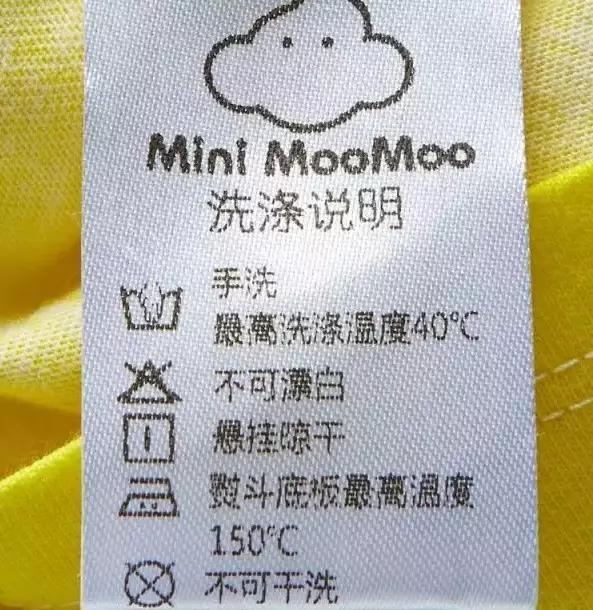 Mini MooMoo
洗涤说明
手洗
最高洗涤温度40℃
不可漂白
悬挂晾干
熨斗底板最高温度
150℃
不可干洗